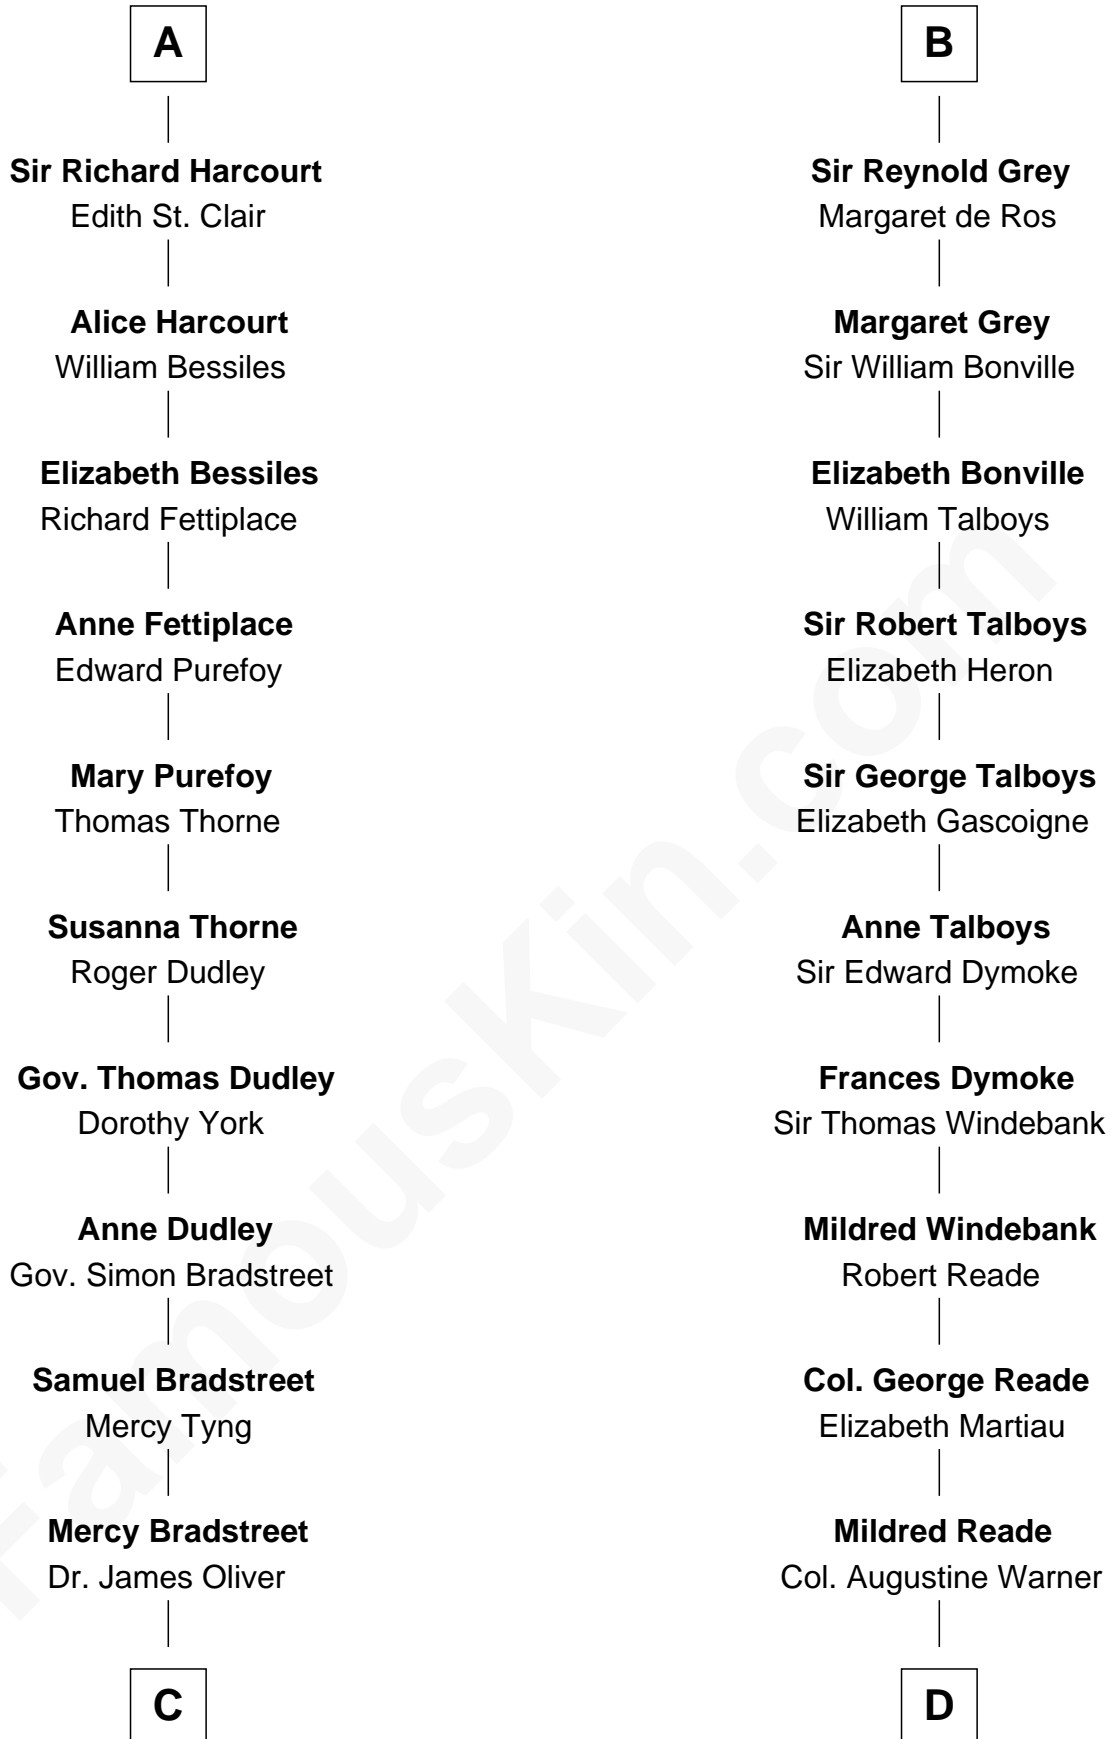 A
Sir Richard Harcourt
Edith St. Clair
Alice Harcourt
William Bessiles
Elizabeth Bessiles
Richard Fettiplace
Anne Fettiplace
Edward Purefoy
Mary Purefoy
Thomas Thorne
Susanna Thorne
Roger Dudley
Gov. Thomas Dudley
Dorothy York
Anne Dudley
Gov. Simon Bradstreet
Samuel Bradstreet
Mercy Tyng
Mercy Bradstreet
Dr. James Oliver
C
B
Sir Reynold Grey
Margaret de Ros
Margaret Grey
Sir William Bonville
Elizabeth Bonville
William Talboys
Sir Robert Talboys
Elizabeth Heron
Sir George Talboys
Elizabeth Gascoigne
Anne Talboys
Sir Edward Dymoke
Frances Dymoke
Sir Thomas Windebank
Mildred Windebank
Robert Reade
Col. George Reade
Elizabeth Martiau
Mildred Reade
Col. Augustine Warner
D
FamousKin.com